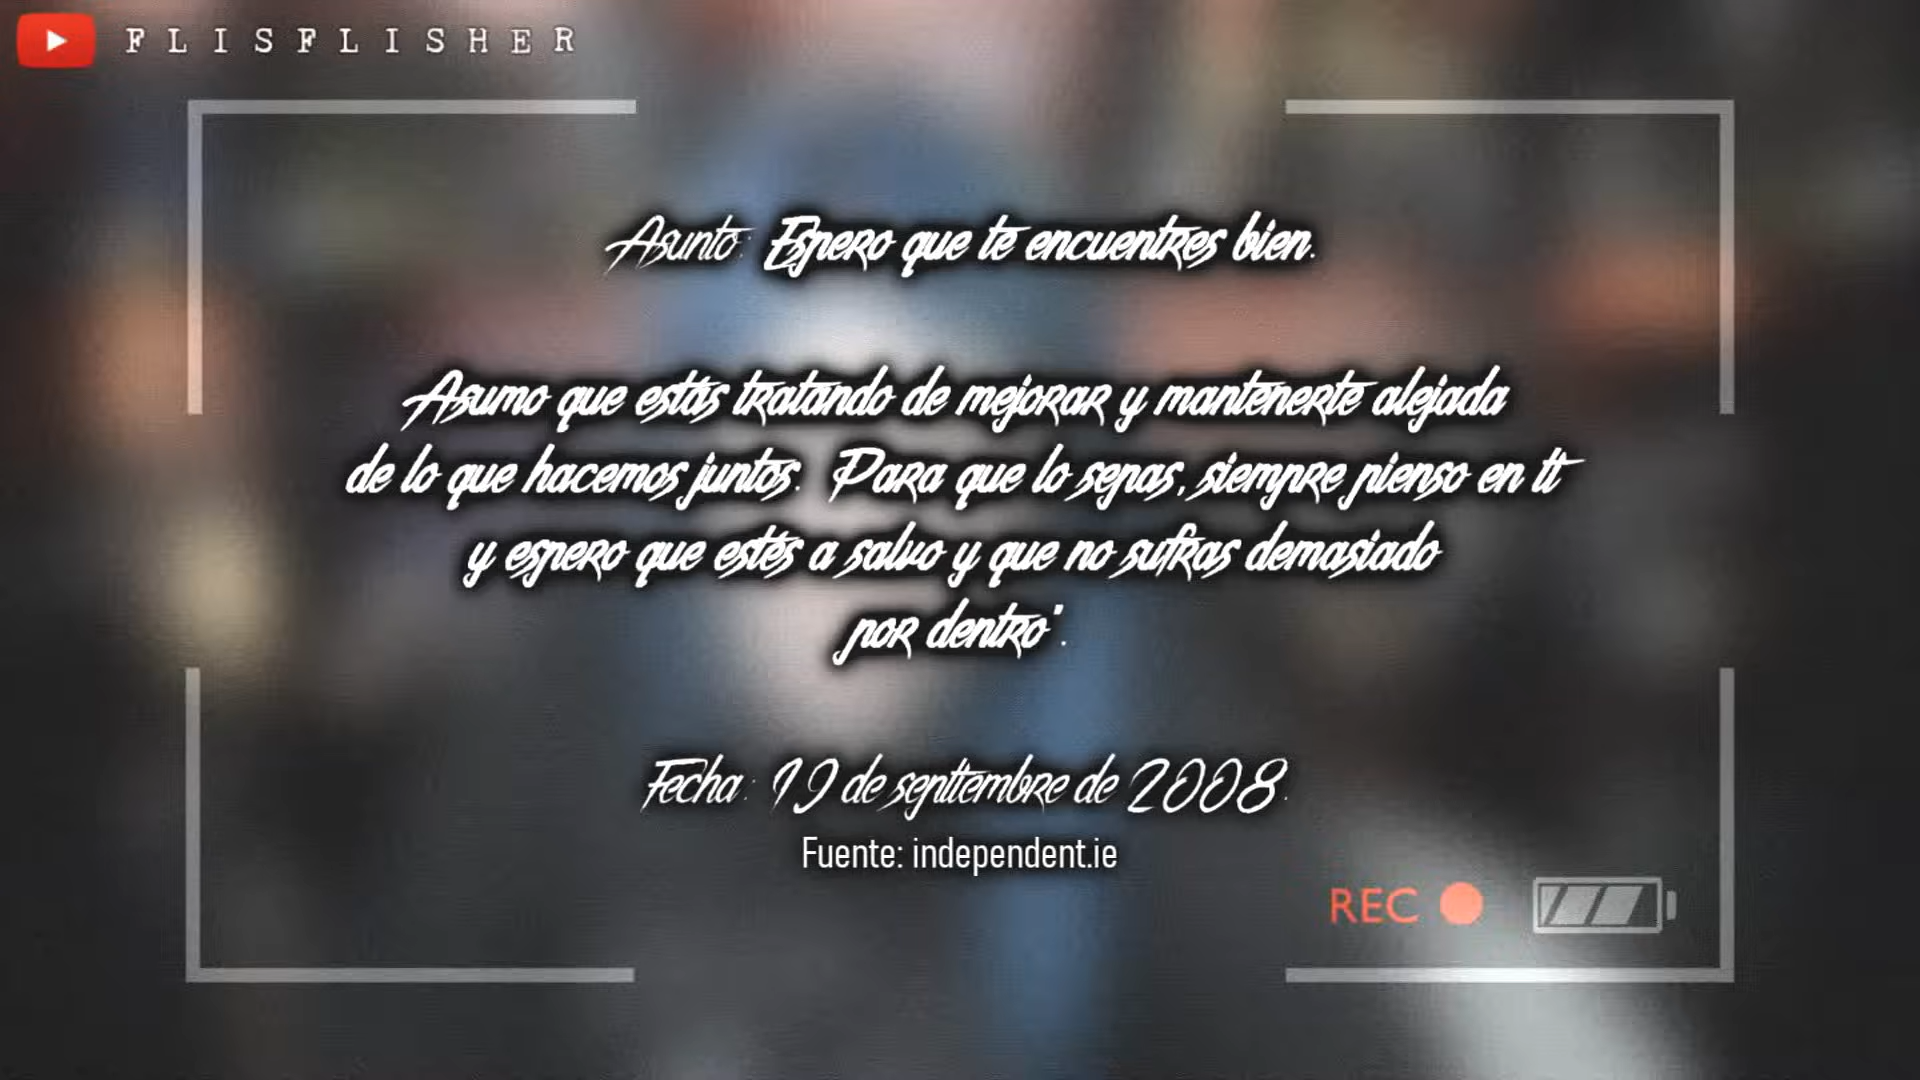 FLISFLISHER
Asunto: Espero que te encuentres bien.
Asumo que estás tratando de mejorar y mantenerte alejada
de lo que hacemos juntos. Para que lo sepas, siempre pienso en ti
y espero que estés a salvo y que no sufras demasiado
por dentro".
Fecha: 19 de septiembre de 2008.
Fuente: independent.ie
REC